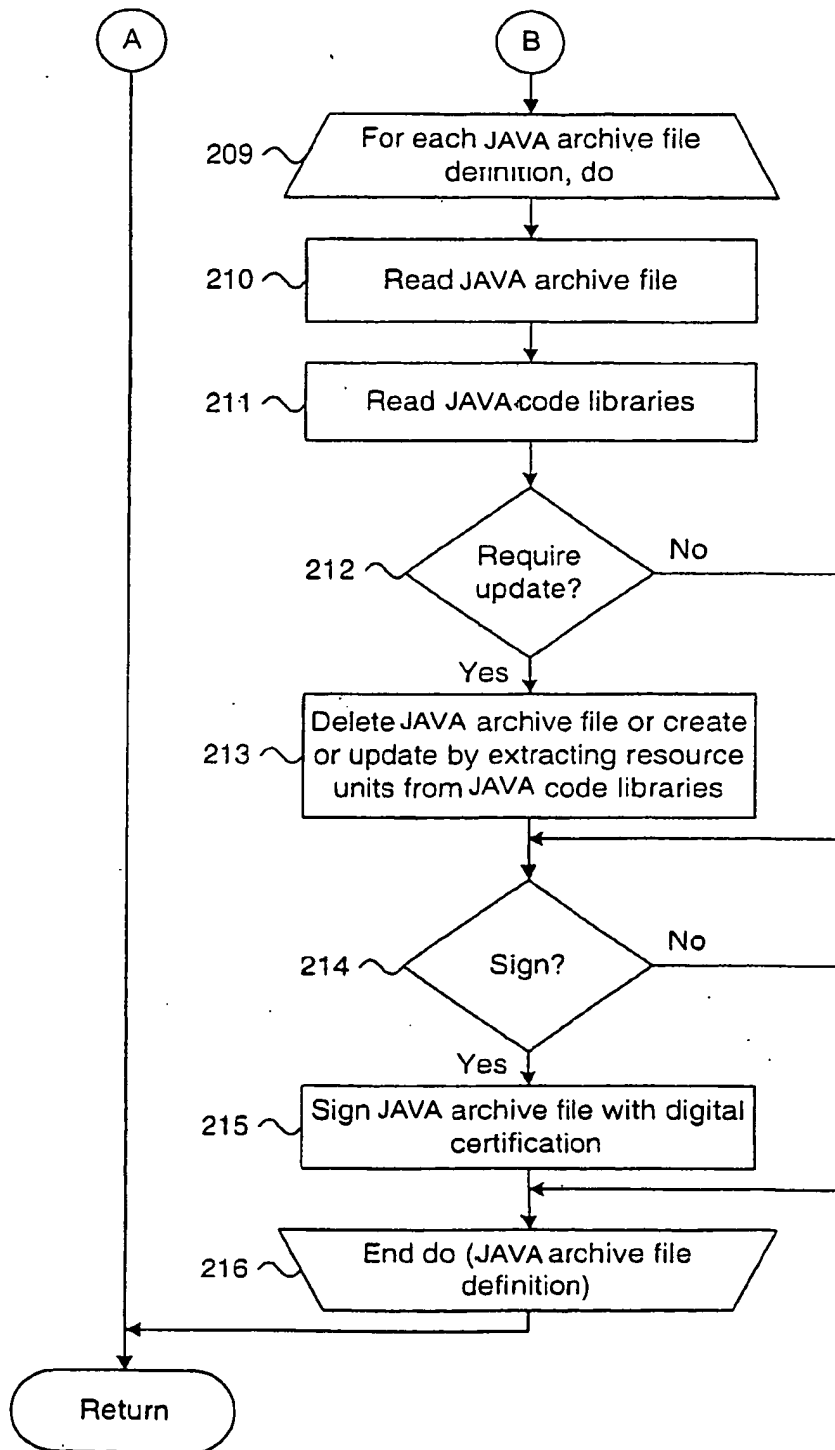 A
B
209
For each JAVA archive file
definition, do
210
Read JAVA archive file
211
Read JAVA code libraries
212
Require
update?
No
Yes
213
Delete JAVA archive file or create
or update by extracting resource
units from JAVA code libraries
214
Sign?
No
Yes
215
Sign JAVA archive file with digital
certification
216
End do (JAVA archive file
definition)
Return